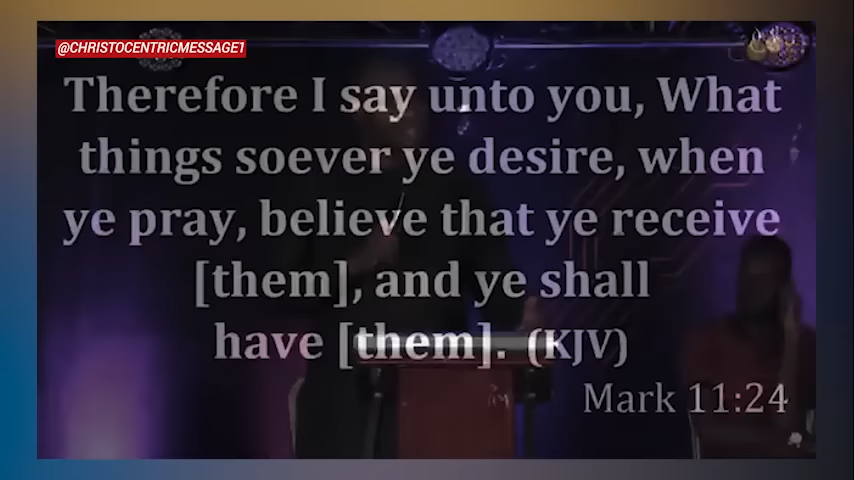 @CHRISTOCENTRICMESSAGE1
Therefore I say unto you, What
things soever ye desire, when
ye pray, believe that ye receive
[them], and ye shall
have [them]. (KJV)
Mark 11:24